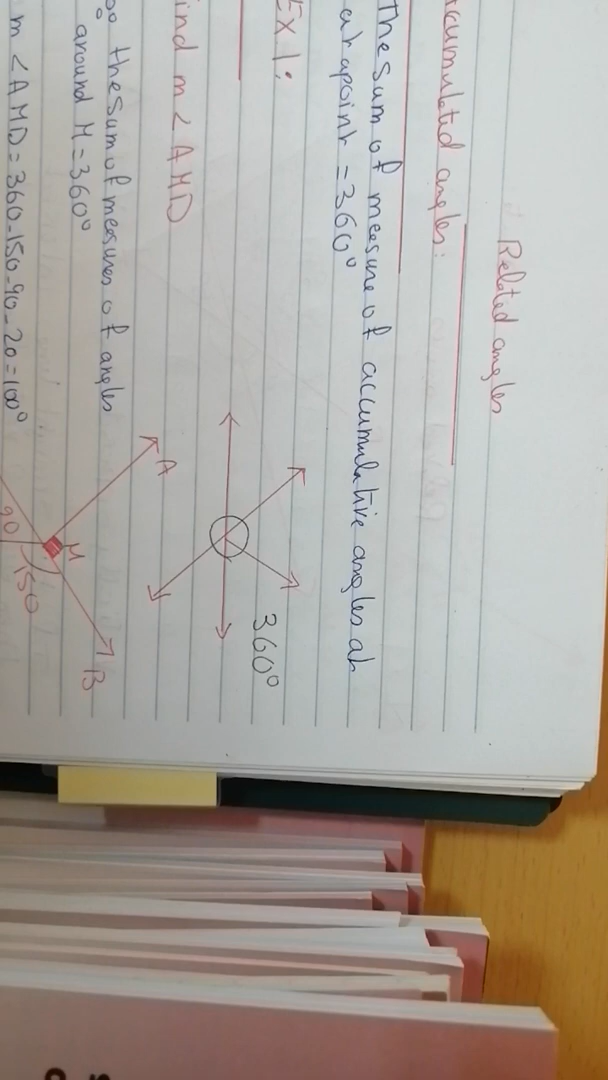 Related angles
ccumulated angles:
The sum of measure of accumulative angles at
at a point = 360°
Ex 1:
360°
ind m < AMD
∴ the sum of measures of angles
around M = 360°
m < AMD = 360 - 150 - 90 - 20 = 100°
A
M
B
150
90